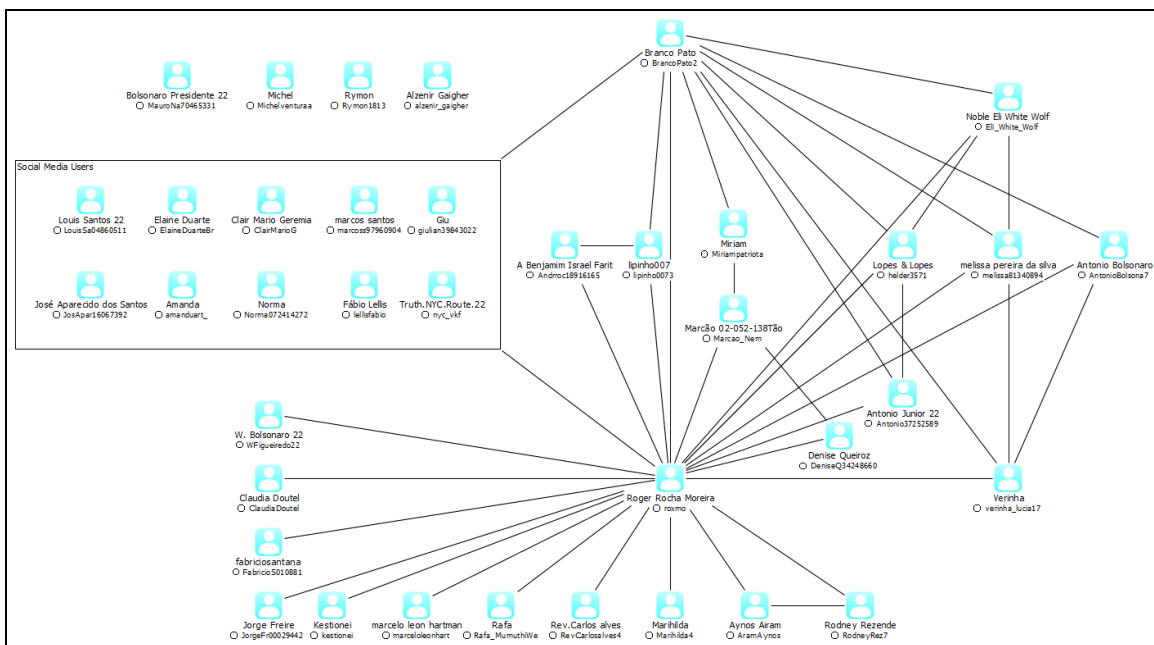 Branco Pato
BrancoPato2
Bolsonaro Presidente 22
MauroNa70465331
Michel
Michelventuraa
Rymon
Rymon1813
Alzenir Gaigher
alzenir_gaigher
Noble Eli White Wolf
Eli_White_Wolf
Social Media Users
Louis Santos 22
LouisSa04860511
Elaine Duarte
ElaineDuarteBr
Clair Mario Geremia
ClairMarioG
marcos santos
marcoss97960904
Giu
giulian39843022
José Aparecido dos Santos
JosApar16067392
Amanda
amanduart_
Norma
Norma072414272
Fábio Lellis
lellisfabio
Truth.NYC.Route.22
nyc_vkf
Miriam
Miriampatriota
A Benjamim Israel Farit
Androc18916165
lipinho007
lipinho0073
Lopes & Lopes
helder3571
melissa pereira da silva
melissa81340894
Antonio Bolsonaro
AntonioBolsona7
Marcão 02-052-138Tão
Marcao_Nem
Antonio Junior 22
Antonio37252589
W. Bolsonaro 22
WFigueiredo22
Denise Queiroz
DeniseQ34248660
Claudia Doutel
ClaudiaDoutel
Roger Rocha Moreira
roxmo
Verinha
verinha_lucia17
fabriciosantana
FabricioS010881
Jorge Freire
JorgeFr00029442
Kestionei
kestionei
marcelo leon hartman
marceloleonhart
Rafa
Rafa_MumuthiWe
Rev.Carlos alves
RevCarlosalves4
Marihilda
Marihilda4
Aynos Airam
AramAynos
Rodney Rezende
RodneyRez7